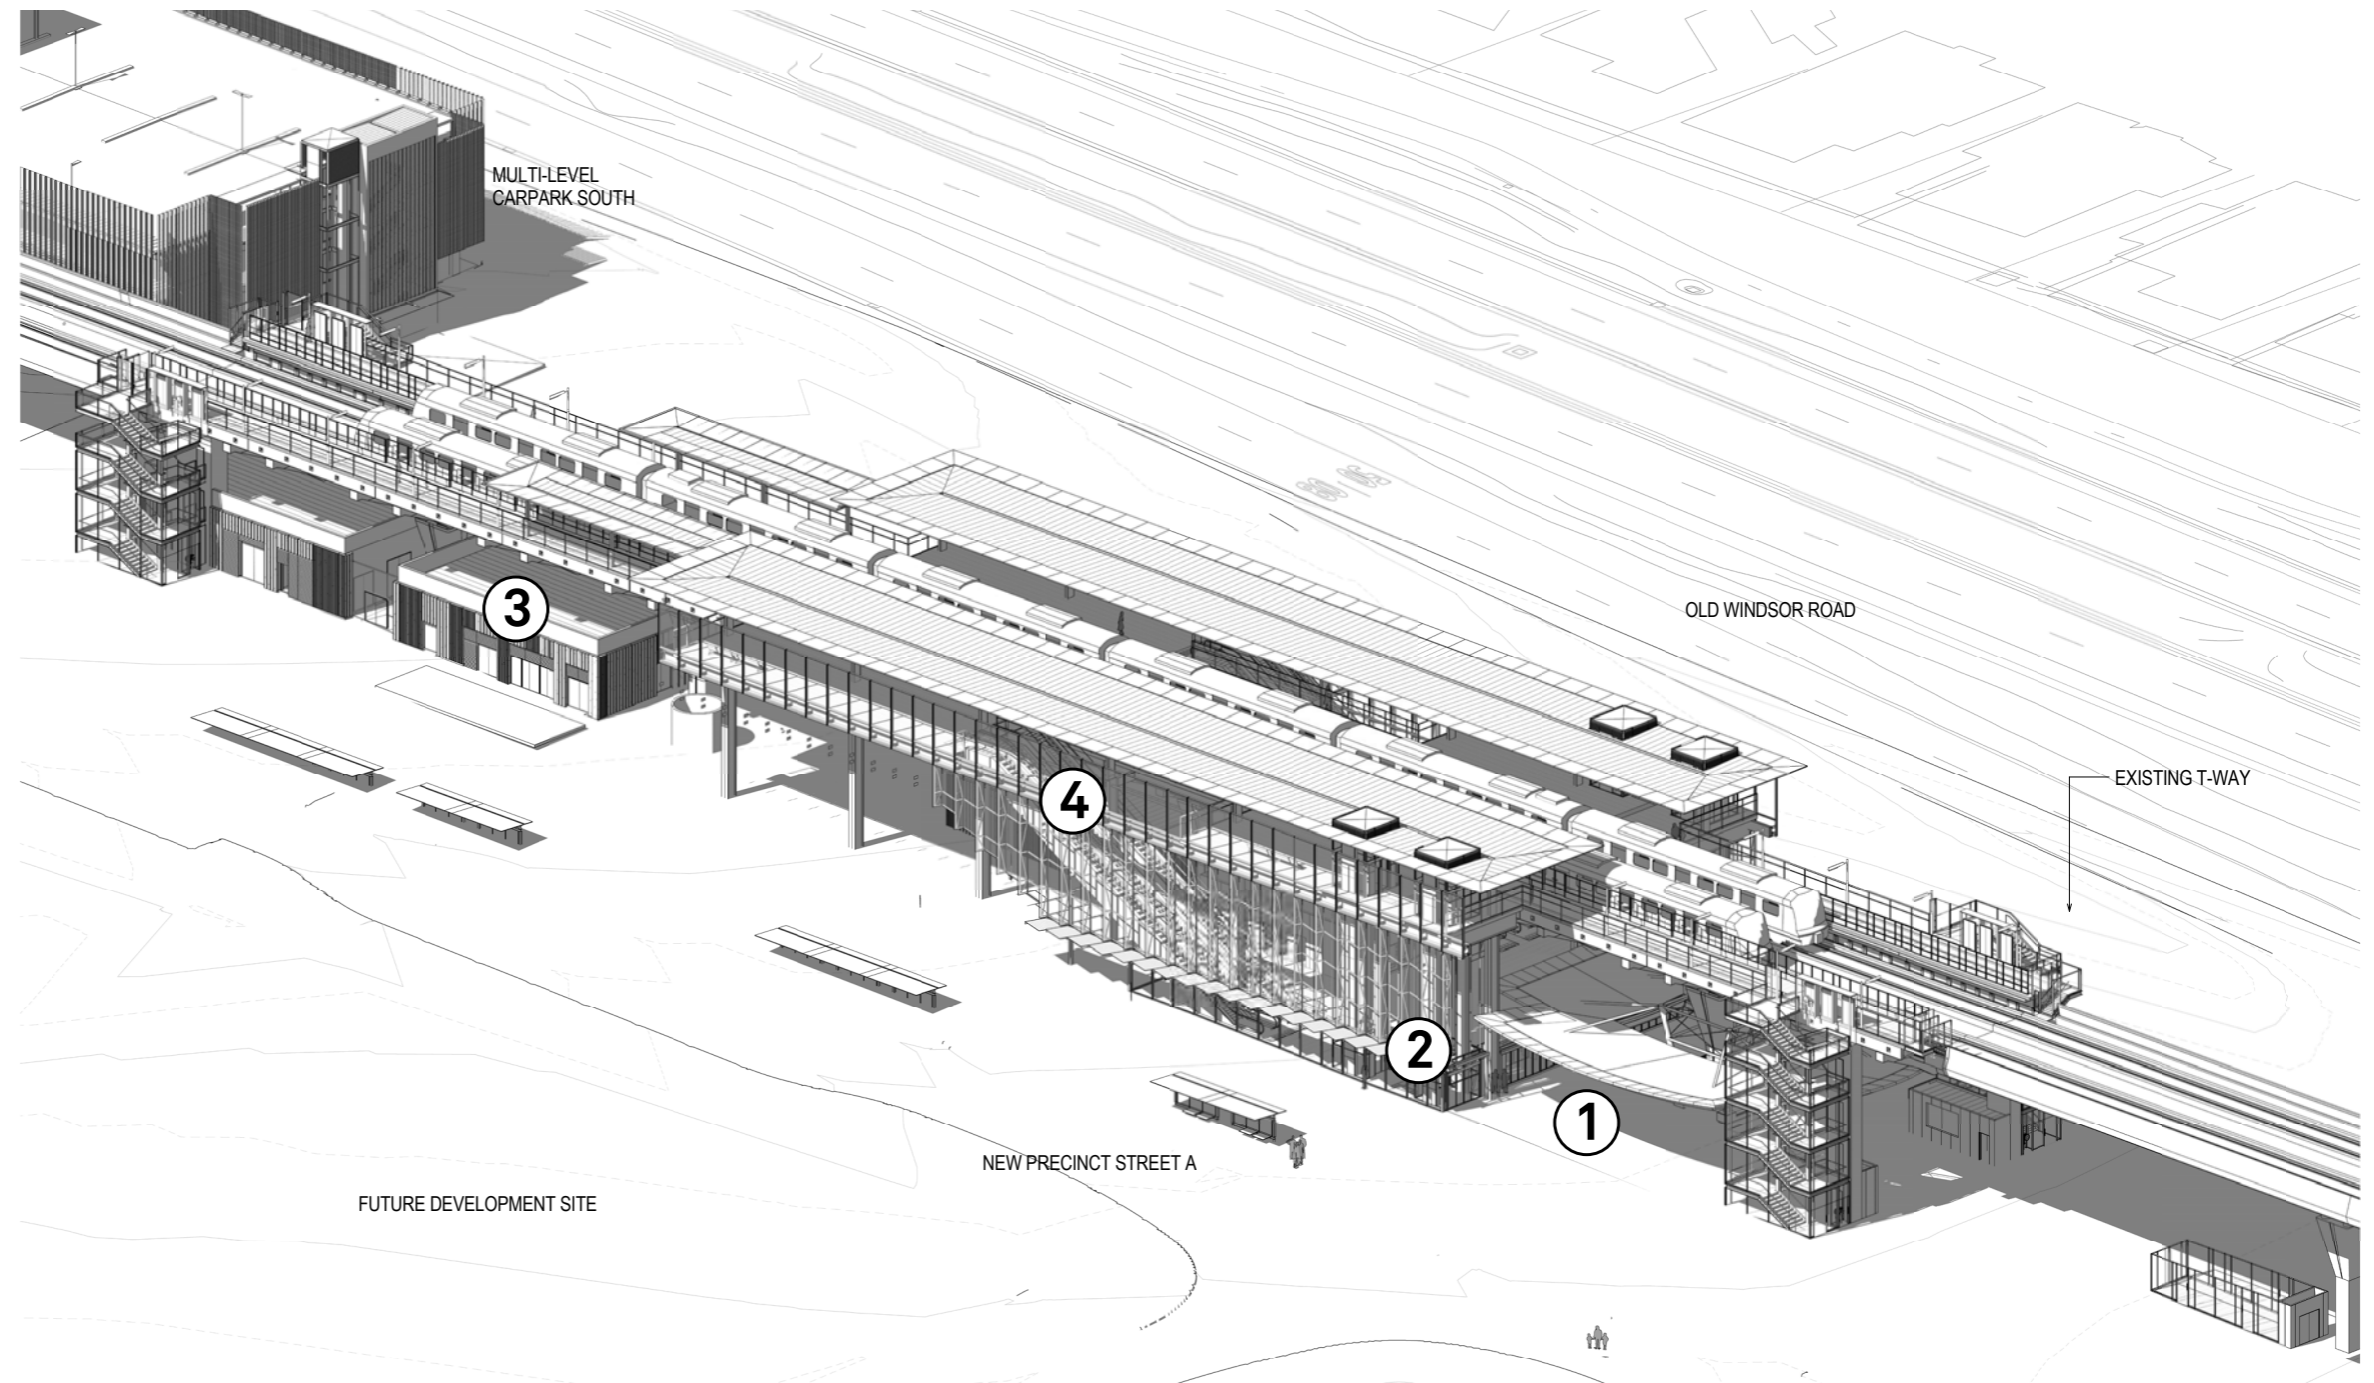 MULTI-LEVEL
CARPARK SOUTH
3
OLD WINDSOR ROAD
EXISTING T-WAY
4
2
1
NEW PRECINCT STREET A
FUTURE DEVELOPMENT SITE